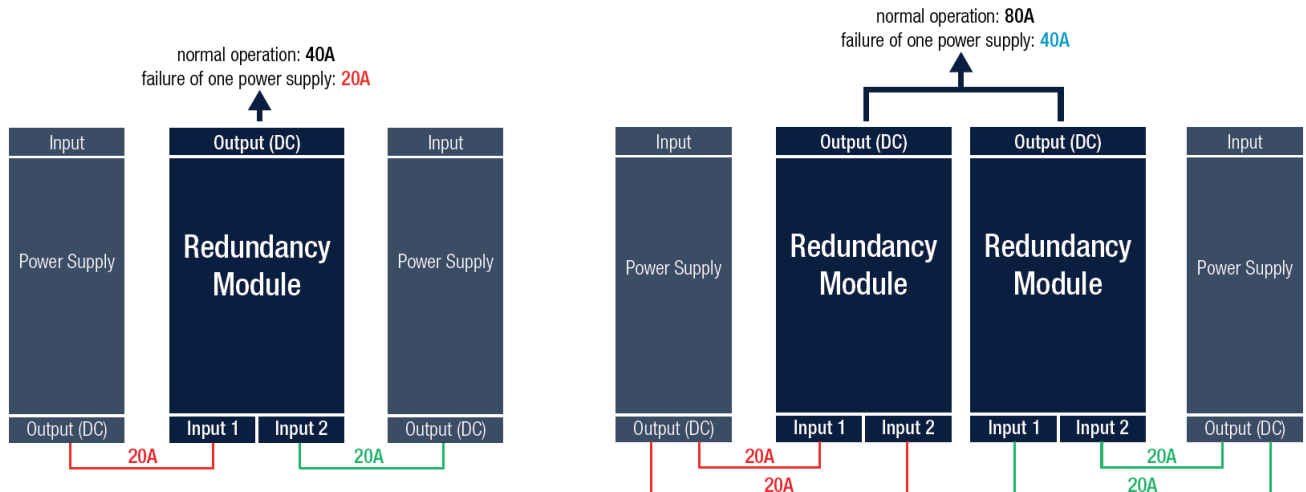 normal operation: 40A
failure of one power supply: 20A
Input
Output (DC)
Input
Power Supply
Redundancy
Module
Power Supply
Output (DC)
Input 1
Input 2
Output (DC)
20A
20A
normal operation: 80A
failure of one power supply: 40A
Input
Output (DC)
Output (DC)
Input
Power Supply
Redundancy
Module
Redundancy
Module
Power Supply
Output (DC)
Input 1
Input 2
Input 1
Input 2
Output (DC)
20A
20A
20A
20A